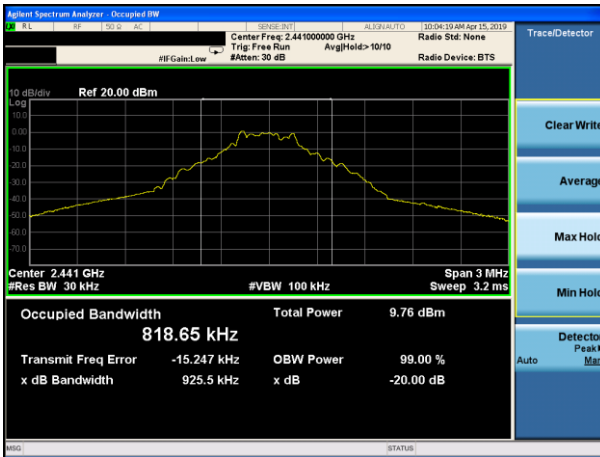 Agilent Spectrum Analyzer - Occupied BW
RL RF 50 Ω AC SENSE:INT ALIGNAUTO 10:04:19 AM Apr 15, 2019
Center Freq: 2.441000000 GHz Radio Std: None
Trig: Free Run Avg|Hold:>10/10
#IFGain:Low #Atten: 30 dB Radio Device: BTS
Trace/Detector
10 dB/div Ref 20.00 dBm
Log
10.0
0.00
-10.0
-20.0
-30.0
-40.0
-50.0
-60.0
-70.0
Center 2.441 GHz Span 3 MHz
#Res BW 30 kHz #VBW 100 kHz Sweep 3.2 ms
Occupied Bandwidth Total Power 9.76 dBm
818.65 kHz
Transmit Freq Error -15.247 kHz OBW Power 99.00 %
x dB Bandwidth 925.5 kHz x dB -20.00 dB
Clear Write
Average
Max Hold
Min Hold
Detector
Peak
Auto Man
MSG STATUS